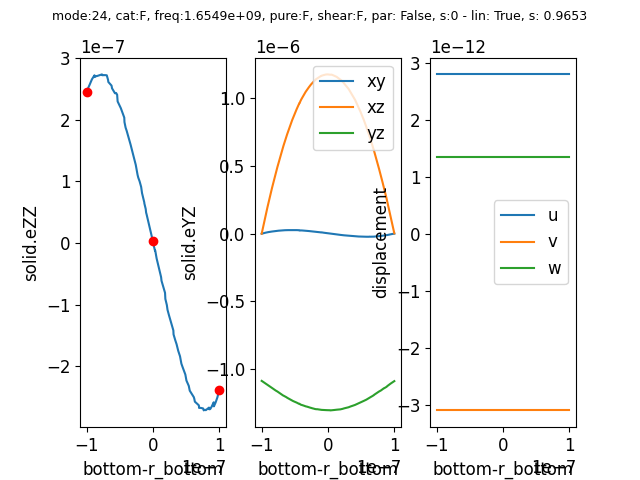 mode:24, cat:F, freq:1.6549e+09, pure:F, shear:F, par: False, s:0 - lin: True, s: 0.9653
1e−7
3
2
1
0
−1
−2
solid.eZZ
−1
0
1
1e−7
bottom-r_bottom
1e−6
1.0
0.5
0.0
−0.5
−1.0
solid.eYZ
xy
xz
yz
−1
0
1
1e−7
bottom-r_bottom
1e−12
3
2
1
0
−1
−2
−3
displacement
u
v
w
−1
0
1
1e−7
bottom-r_bottom